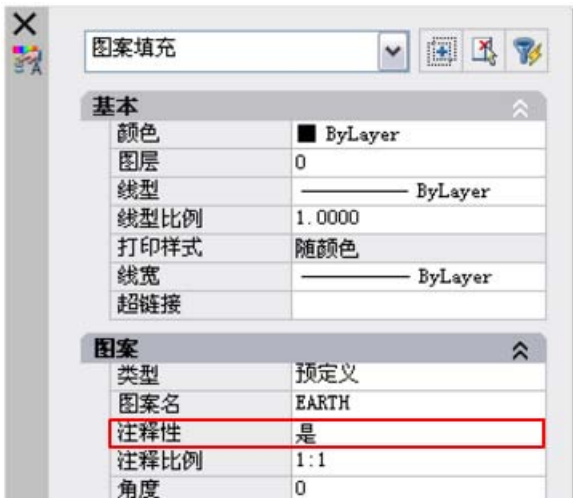 图案填充
基本
颜色 ByLayer
图层 0
线型 ByLayer
线型比例 1.0000
打印样式 随颜色
线宽 ByLayer
超链接
图案
类型 预定义
图案名 EARTH
注释性 是
注释比例 1:1
角度 0